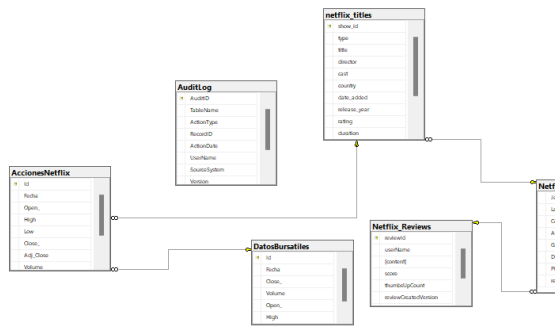 netflix_titles
show_id
type
title
director
cast
country
date_added
release_year
rating
duration
AuditLog
AuditID
TableName
ActionType
RecordID
ActionDate
UserName
SourceSystem
Version
AccionesNetflix
Id
Fecha
Open_
High
Low
Close_
Adj_Close
Volume
DatosBursatiles
Id
Fecha
Close_
Volume
Open_
High
Netflix_Reviews
reviewId
userName
[content]
score
thumbsUpCount
reviewCreatedVersion
Netf